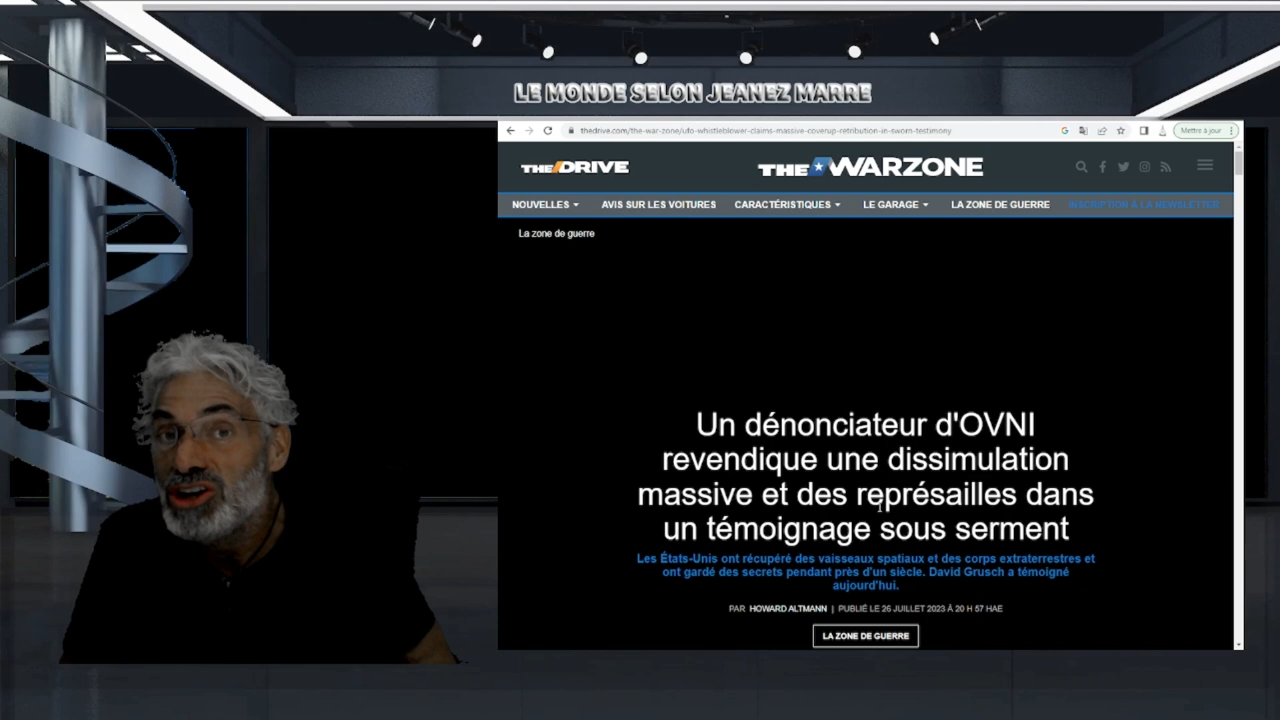 LE MONDE SELON JEANEZ MARRE
thedrive.com/the-war-zone/ufo-whistleblower-claims-massive-coverup-retribution-in-sworn-testimony
Mettre à jour
THE DRIVE
THE WARZONE
NOUVELLES
AVIS SUR LES VOITURES
CARACTÉRISTIQUES
LE GARAGE
LA ZONE DE GUERRE
INSCRIPTION À LA NEWSLETTER
La zone de guerre
Un dénonciateur d'OVNI
revendique une dissimulation
massive et des représailles dans
un témoignage sous serment
Les États-Unis ont récupéré des vaisseaux spatiaux et des corps extraterrestres et
ont gardé des secrets pendant près d'un siècle. David Grusch a témoigné
aujourd'hui.
PAR HOWARD ALTMANN | PUBLIÉ LE 26 JUILLET 2023 À 20 H 57 HAE
LA ZONE DE GUERRE